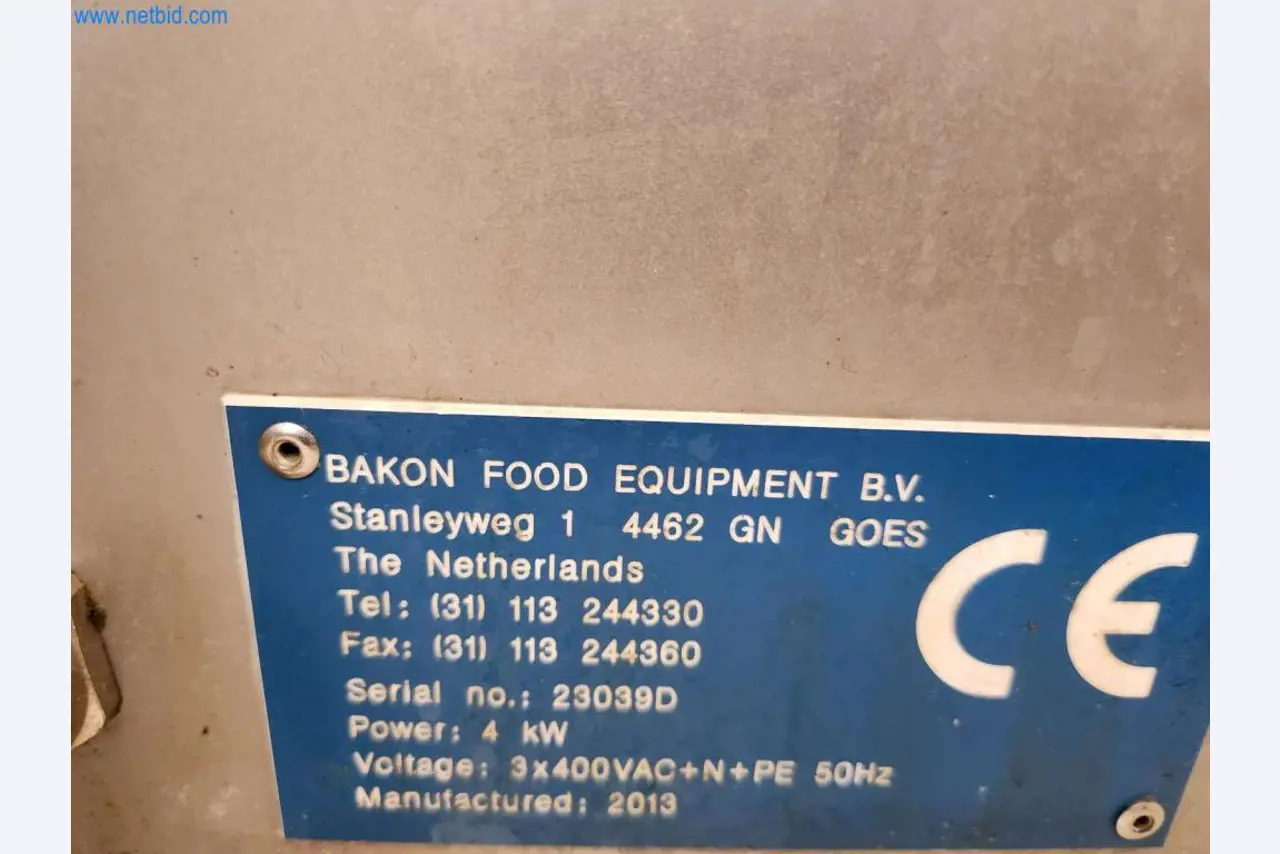 www.netbid.com
BAKON FOOD EQUIPMENT B.V.
Stanleyweg 1 4462 GN GOES
The Netherlands
Tel: (31) 113 244330
Fax: (31) 113 244360
Serial no.: 23039D
Power: 4 kW
Voltage: 3x400VAC+N+PE 50Hz
Manufactured: 2013
CE